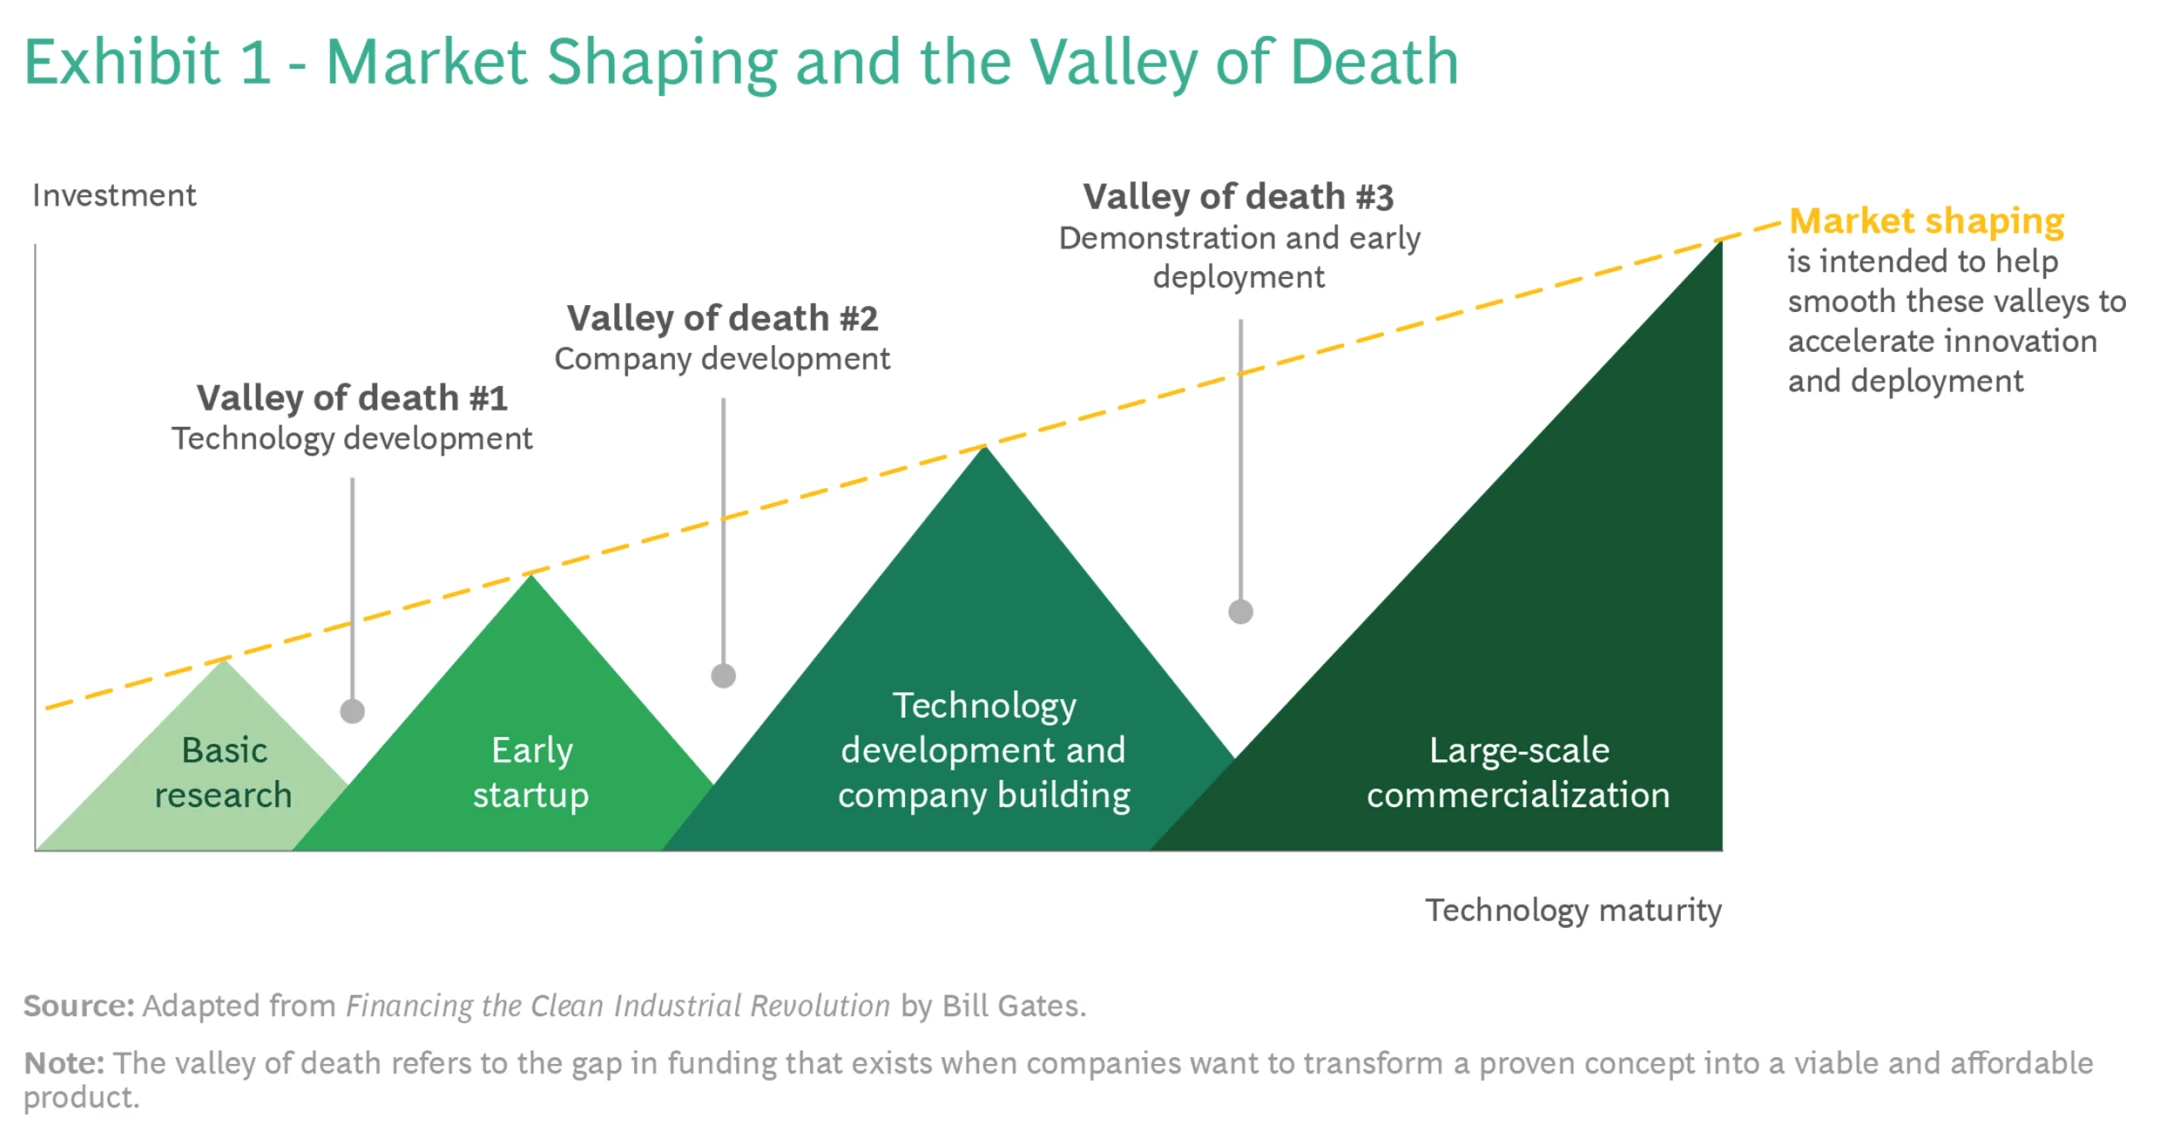 Exhibit 1 - Market Shaping and the Valley of Death
Investment
Valley of death #1
Technology development
Valley of death #2
Company development
Valley of death #3
Demonstration and early
deployment
Market shaping
is intended to help
smooth these valleys to
accelerate innovation
and deployment
Basic
research
Early
startup
Technology
development and
company building
Large-scale
commercialization
Technology maturity
Source: Adapted from Financing the Clean Industrial Revolution by Bill Gates.
Note: The valley of death refers to the gap in funding that exists when companies want to transform a proven concept into a viable and affordable
product.